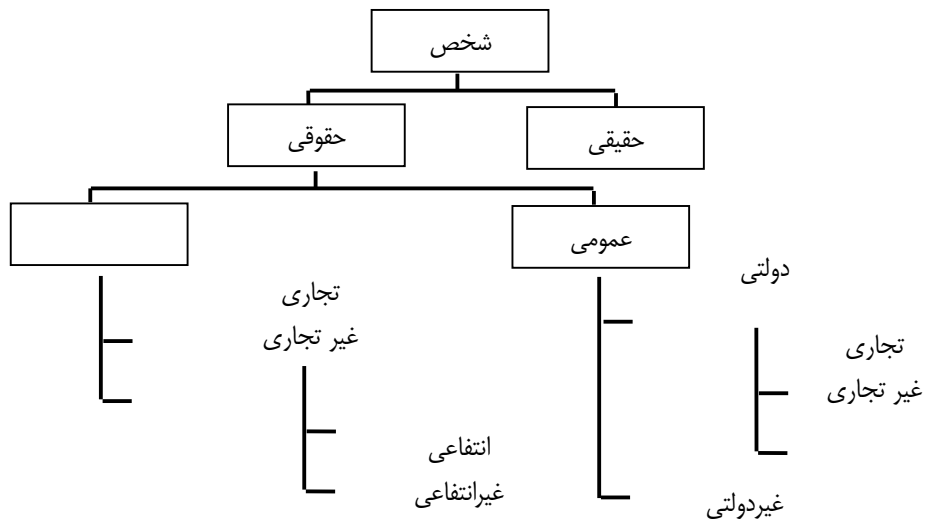 شخص
حقیقی
حقوقی
عمومی
دولتی
تجاری
غیر تجاری
غیردولتی
تجاری
غیر تجاری
انتفاعی
غیرانتفاعی